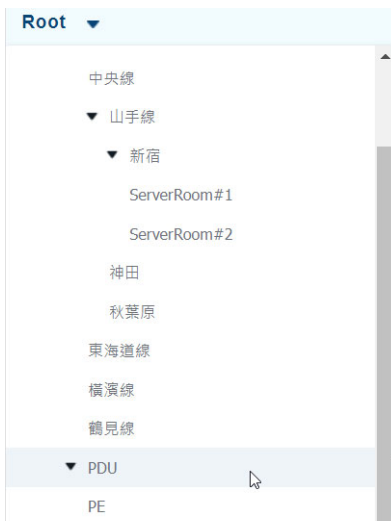 Root
中央線
山手線
新宿
ServerRoom#1
ServerRoom#2
神田
秋葉原
東海道線
橫濱線
鶴見線
PDU
PE